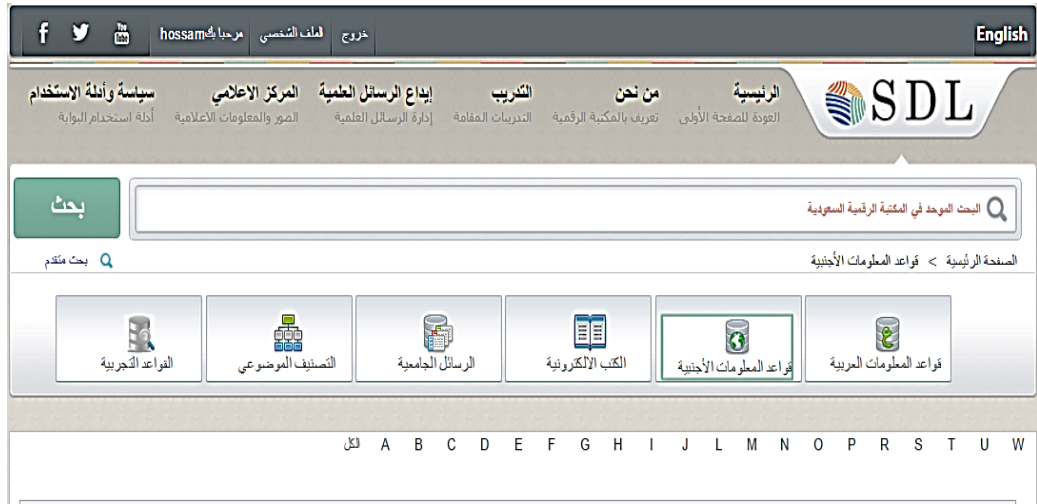 English
خروج الملف الشخصي مرحبا بك hossam
You Tube
SDL
الرئيسية
العودة للصفحة الأولى
من نحن
تعريف بالمكتبة الرقمية
التدريب
التدريبات المقامة
إيداع الرسائل العلمية
إدارة الرسائل العلمية
المركز الاعلامي
الصور والمعلومات الاعلامية
سياسة وأدلة الاستخدام
أدلة استخدام البوابة
البحث الموحد في المكتبة الرقمية السعودية
بحث
الصفحة الرئيسية > قواعد المعلومات الأجنبية
بحث متقدم
قواعد المعلومات العربية
قواعد المعلومات الأجنبية
الكتب الالكترونية
الرسائل الجامعية
التصنيف الموضوعي
القواعد التجريبية
الكل A B C D E F G H I J L M N O P R S T U W